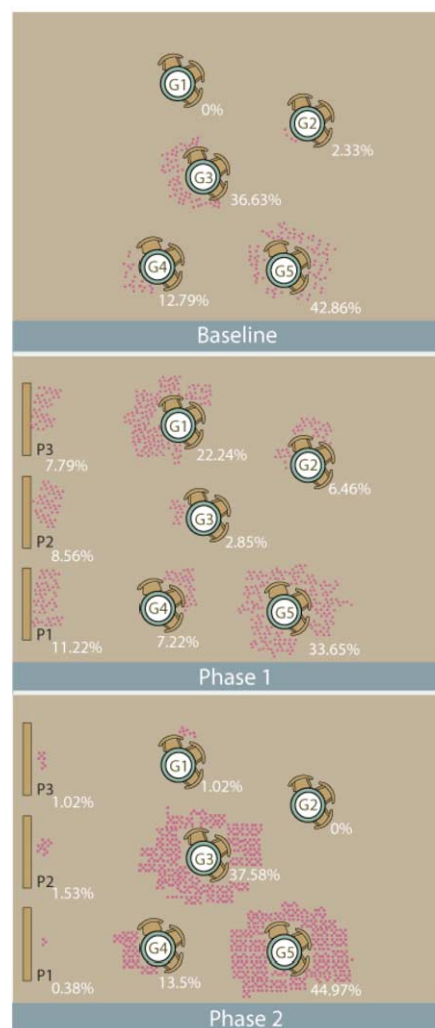 G1
0%
G2
2.33%
G3
36.63%
G4
12.79%
G5
42.86%
Baseline
P3
7.79%
G1
22.24%
G2
6.46%
P2
8.56%
G3
2.85%
P1
11.22%
G4
7.22%
G5
33.65%
Phase 1
P3
1.02%
G1
1.02%
G2
0%
P2
1.53%
G3
37.58%
P1
0.38%
G4
13.5%
G5
44.97%
Phase 2